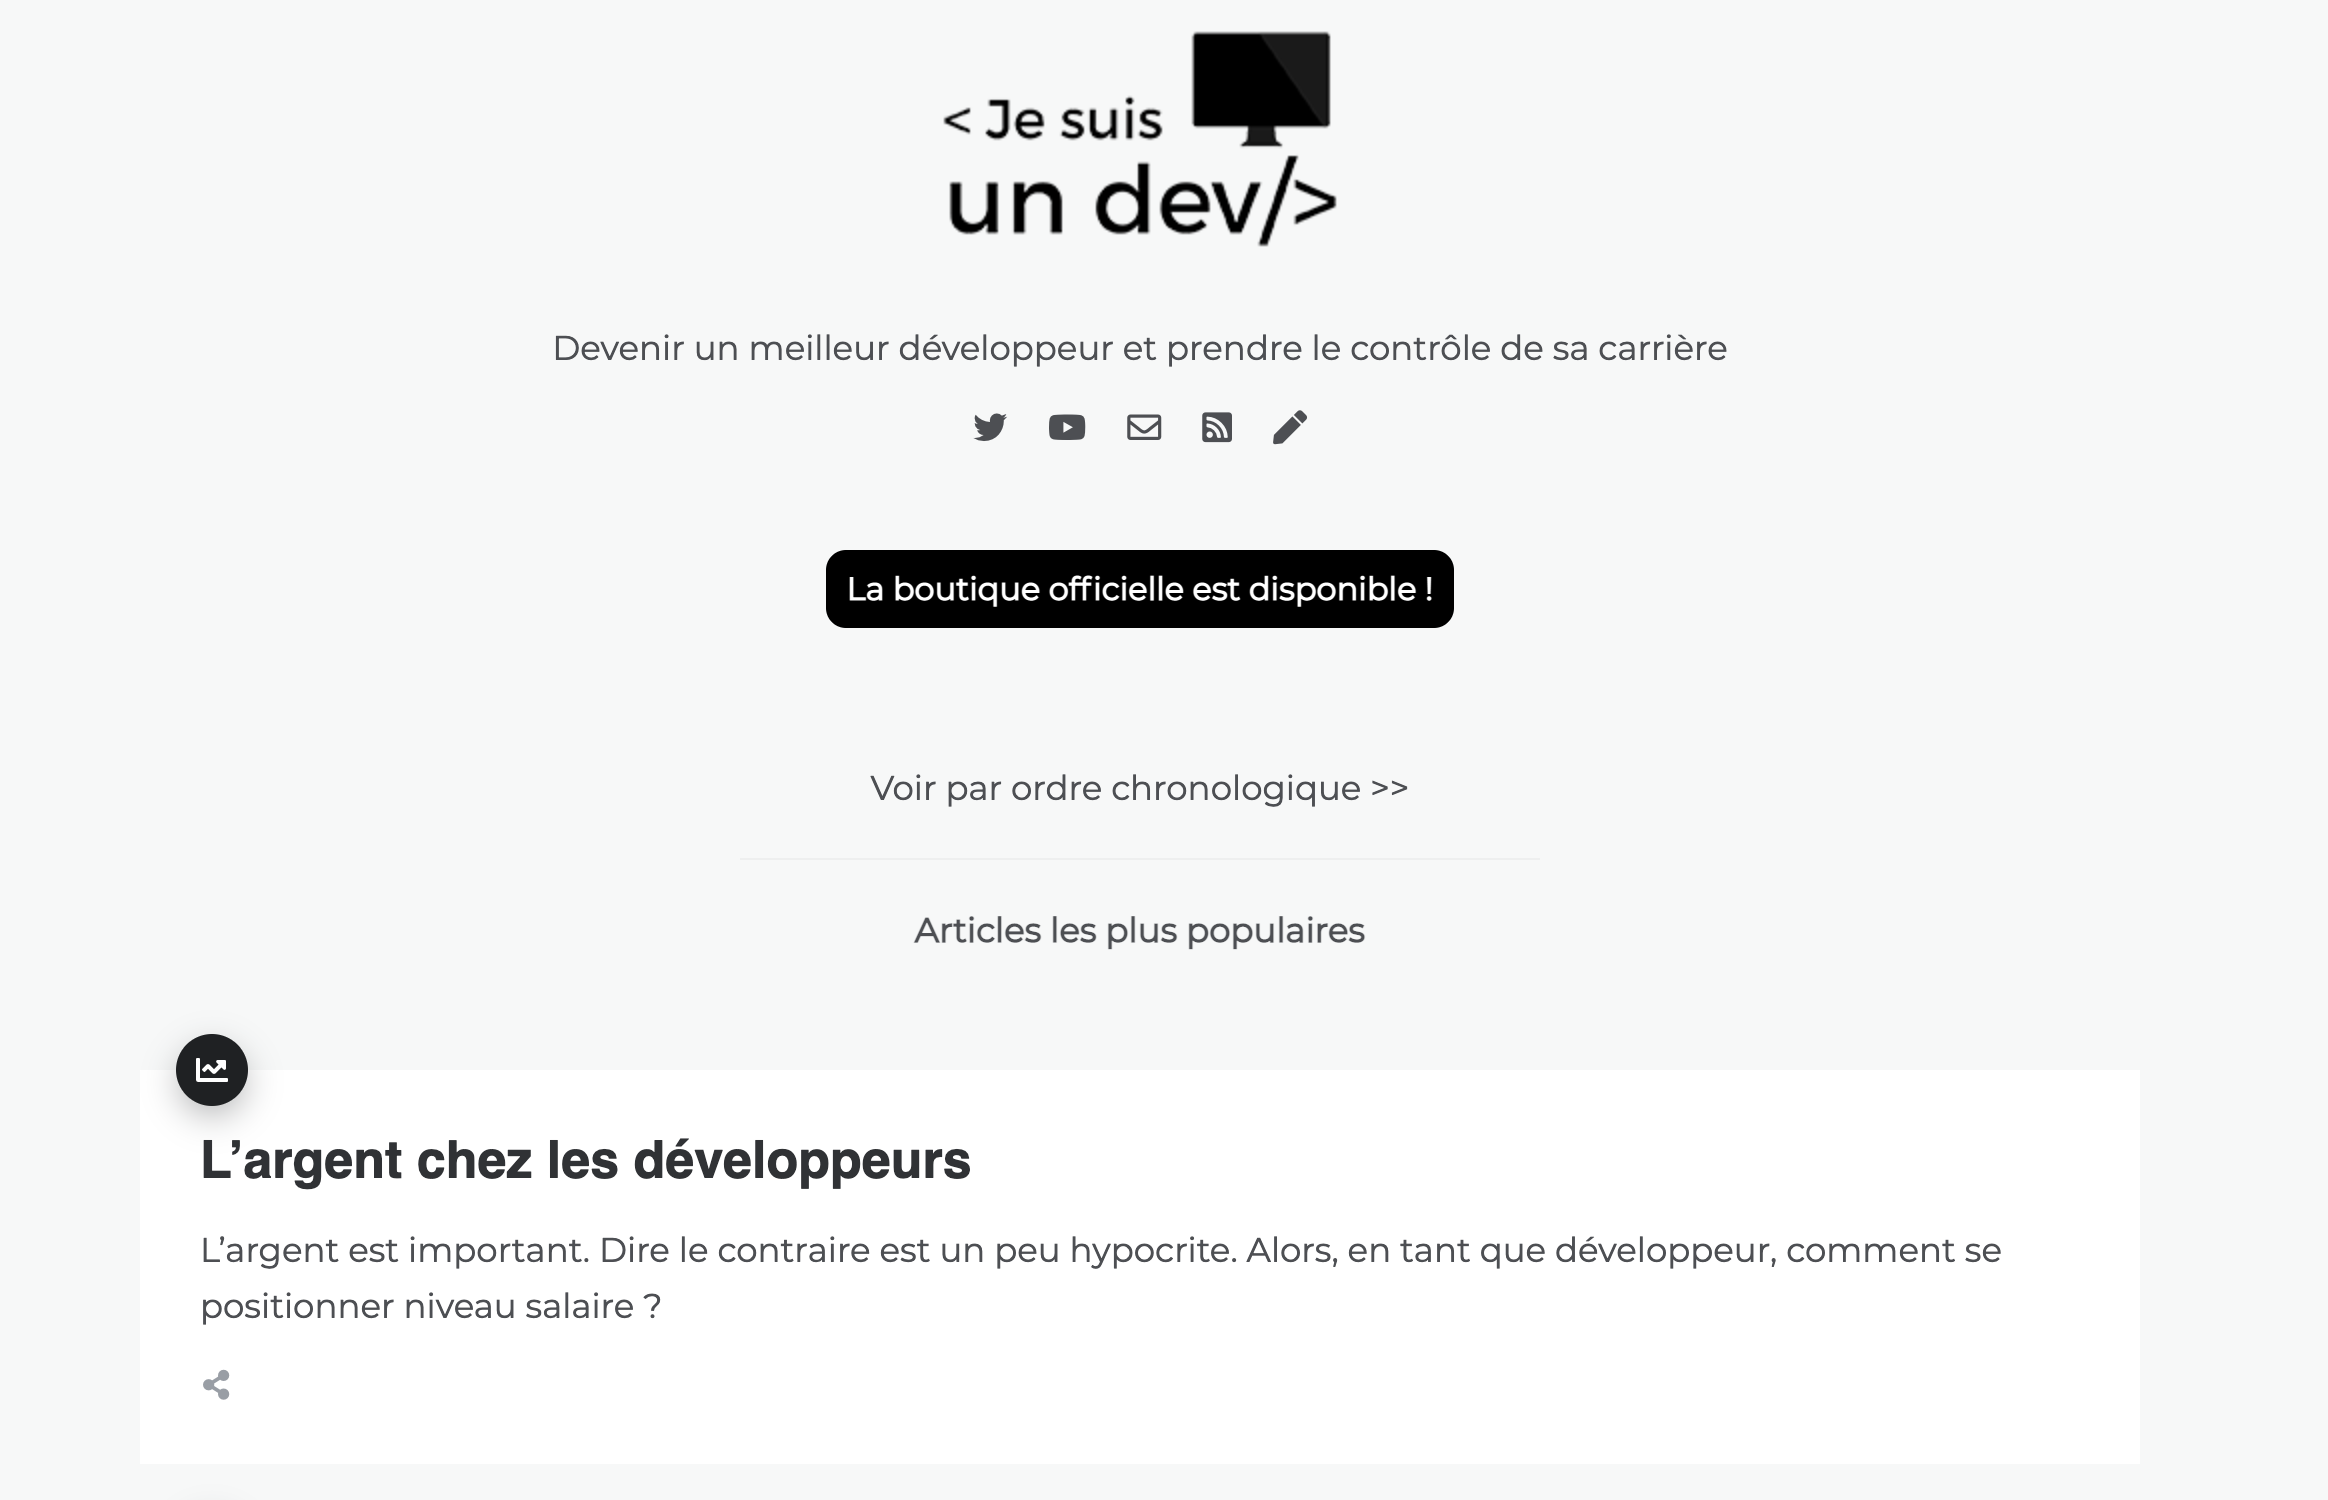 < Je suis
un dev/>
Devenir un meilleur développeur et prendre le contrôle de sa carrière
La boutique officielle est disponible !
Voir par ordre chronologique >>
Articles les plus populaires
L’argent chez les développeurs
L’argent est important. Dire le contraire est un peu hypocrite. Alors, en tant que développeur, comment se
positionner niveau salaire ?